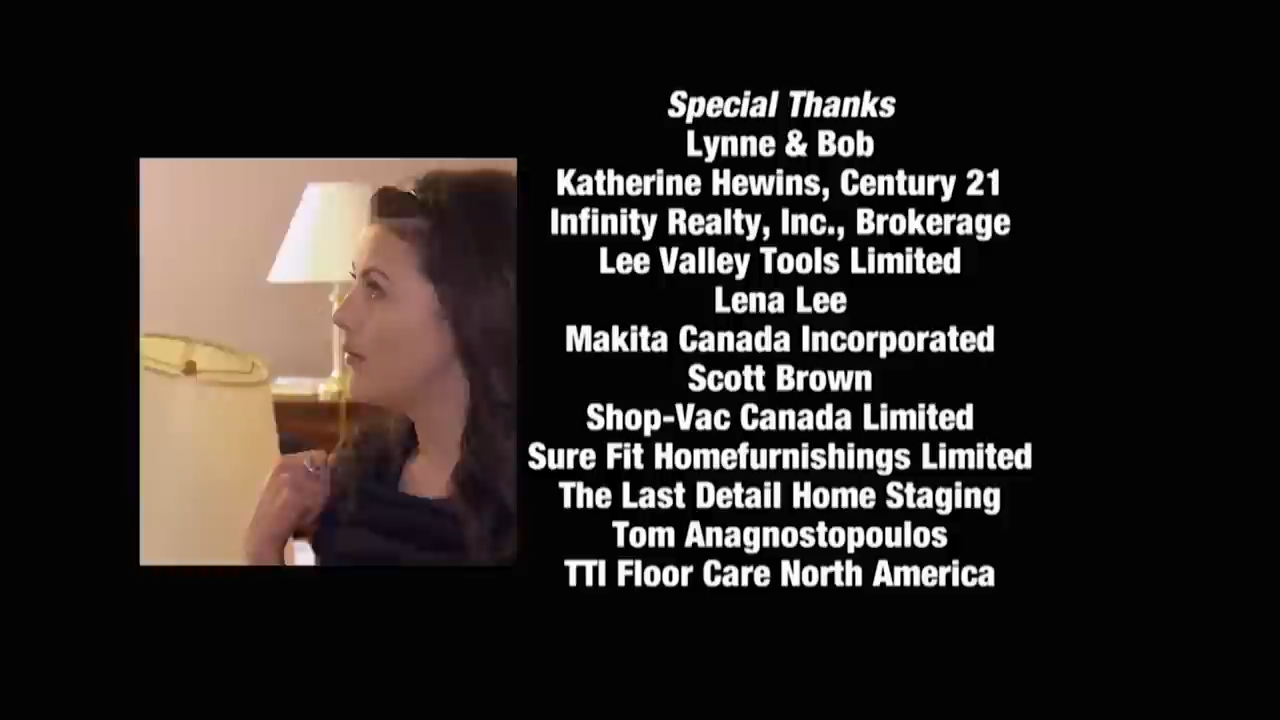 Special Thanks
Lynne & Bob
Katherine Hewins, Century 21
Infinity Realty, Inc., Brokerage
Lee Valley Tools Limited
Lena Lee
Makita Canada Incorporated
Scott Brown
Shop-Vac Canada Limited
Sure Fit Homefurnishings Limited
The Last Detail Home Staging
Tom Anagnostopoulos
TTI Floor Care North America